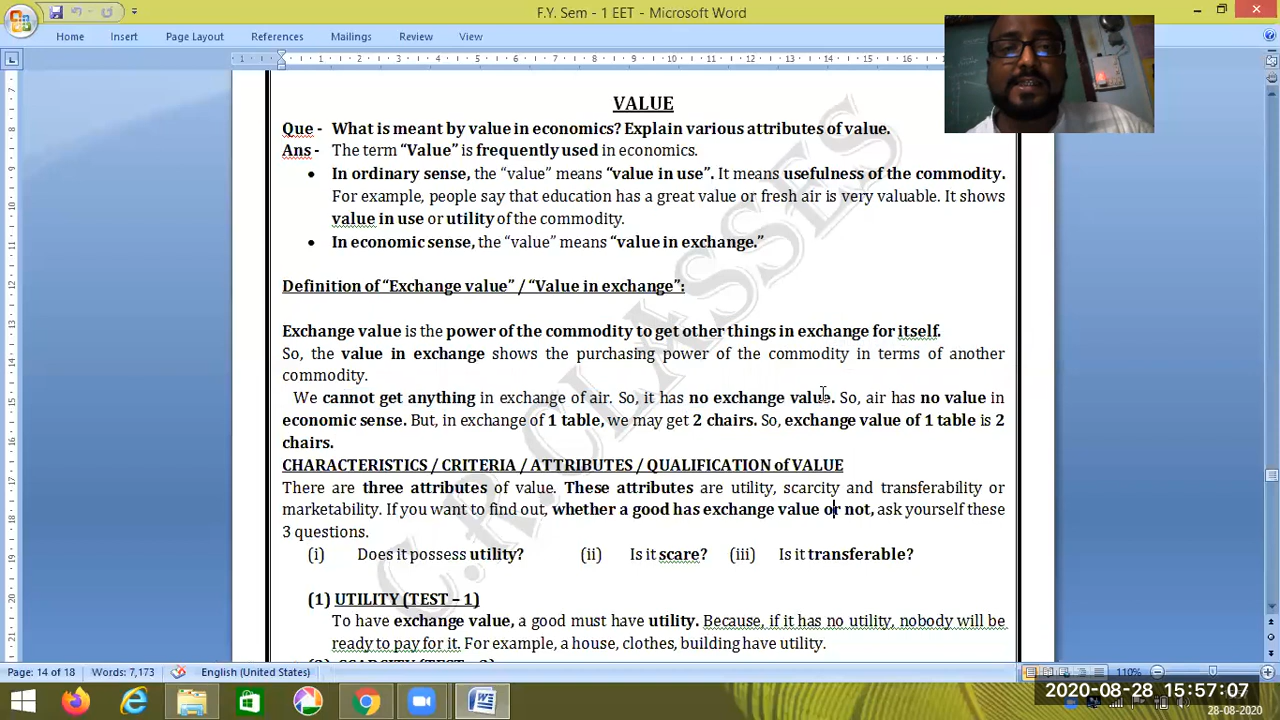 F.Y. Sem - 1 EET - Microsoft Word
Home Insert Page Layout References Mailings Review View
VALUE
Que - What is meant by value in economics? Explain various attributes of value.
Ans - The term “Value” is frequently used in economics.
• In ordinary sense, the “value” means “value in use”. It means usefulness of the commodity.
For example, people say that education has a great value or fresh air is very valuable. It shows
value in use or utility of the commodity.
• In economic sense, the “value” means “value in exchange.”
Definition of “Exchange value” / “Value in exchange”:
Exchange value is the power of the commodity to get other things in exchange for itself.
So, the value in exchange shows the purchasing power of the commodity in terms of another
commodity.
We cannot get anything in exchange of air. So, it has no exchange value. So, air has no value in
economic sense. But, in exchange of 1 table, we may get 2 chairs. So, exchange value of 1 table is 2
chairs.
CHARACTERISTICS / CRITERIA / ATTRIBUTES / QUALIFICATION of VALUE
There are three attributes of value. These attributes are utility, scarcity and transferability or
marketability. If you want to find out, whether a good has exchange value or not, ask yourself these
3 questions.
(i) Does it possess utility? (ii) Is it scare? (iii) Is it transferable?
(1) UTILITY (TEST – 1)
To have exchange value, a good must have utility. Because, if it has no utility, nobody will be
ready to pay for it. For example, a house, clothes, building have utility.
C.R.CLASSES
Page: 14 of 18 Words: 7,173 English (United States) 110%
2020-08-28 15:57:07
28-08-2020